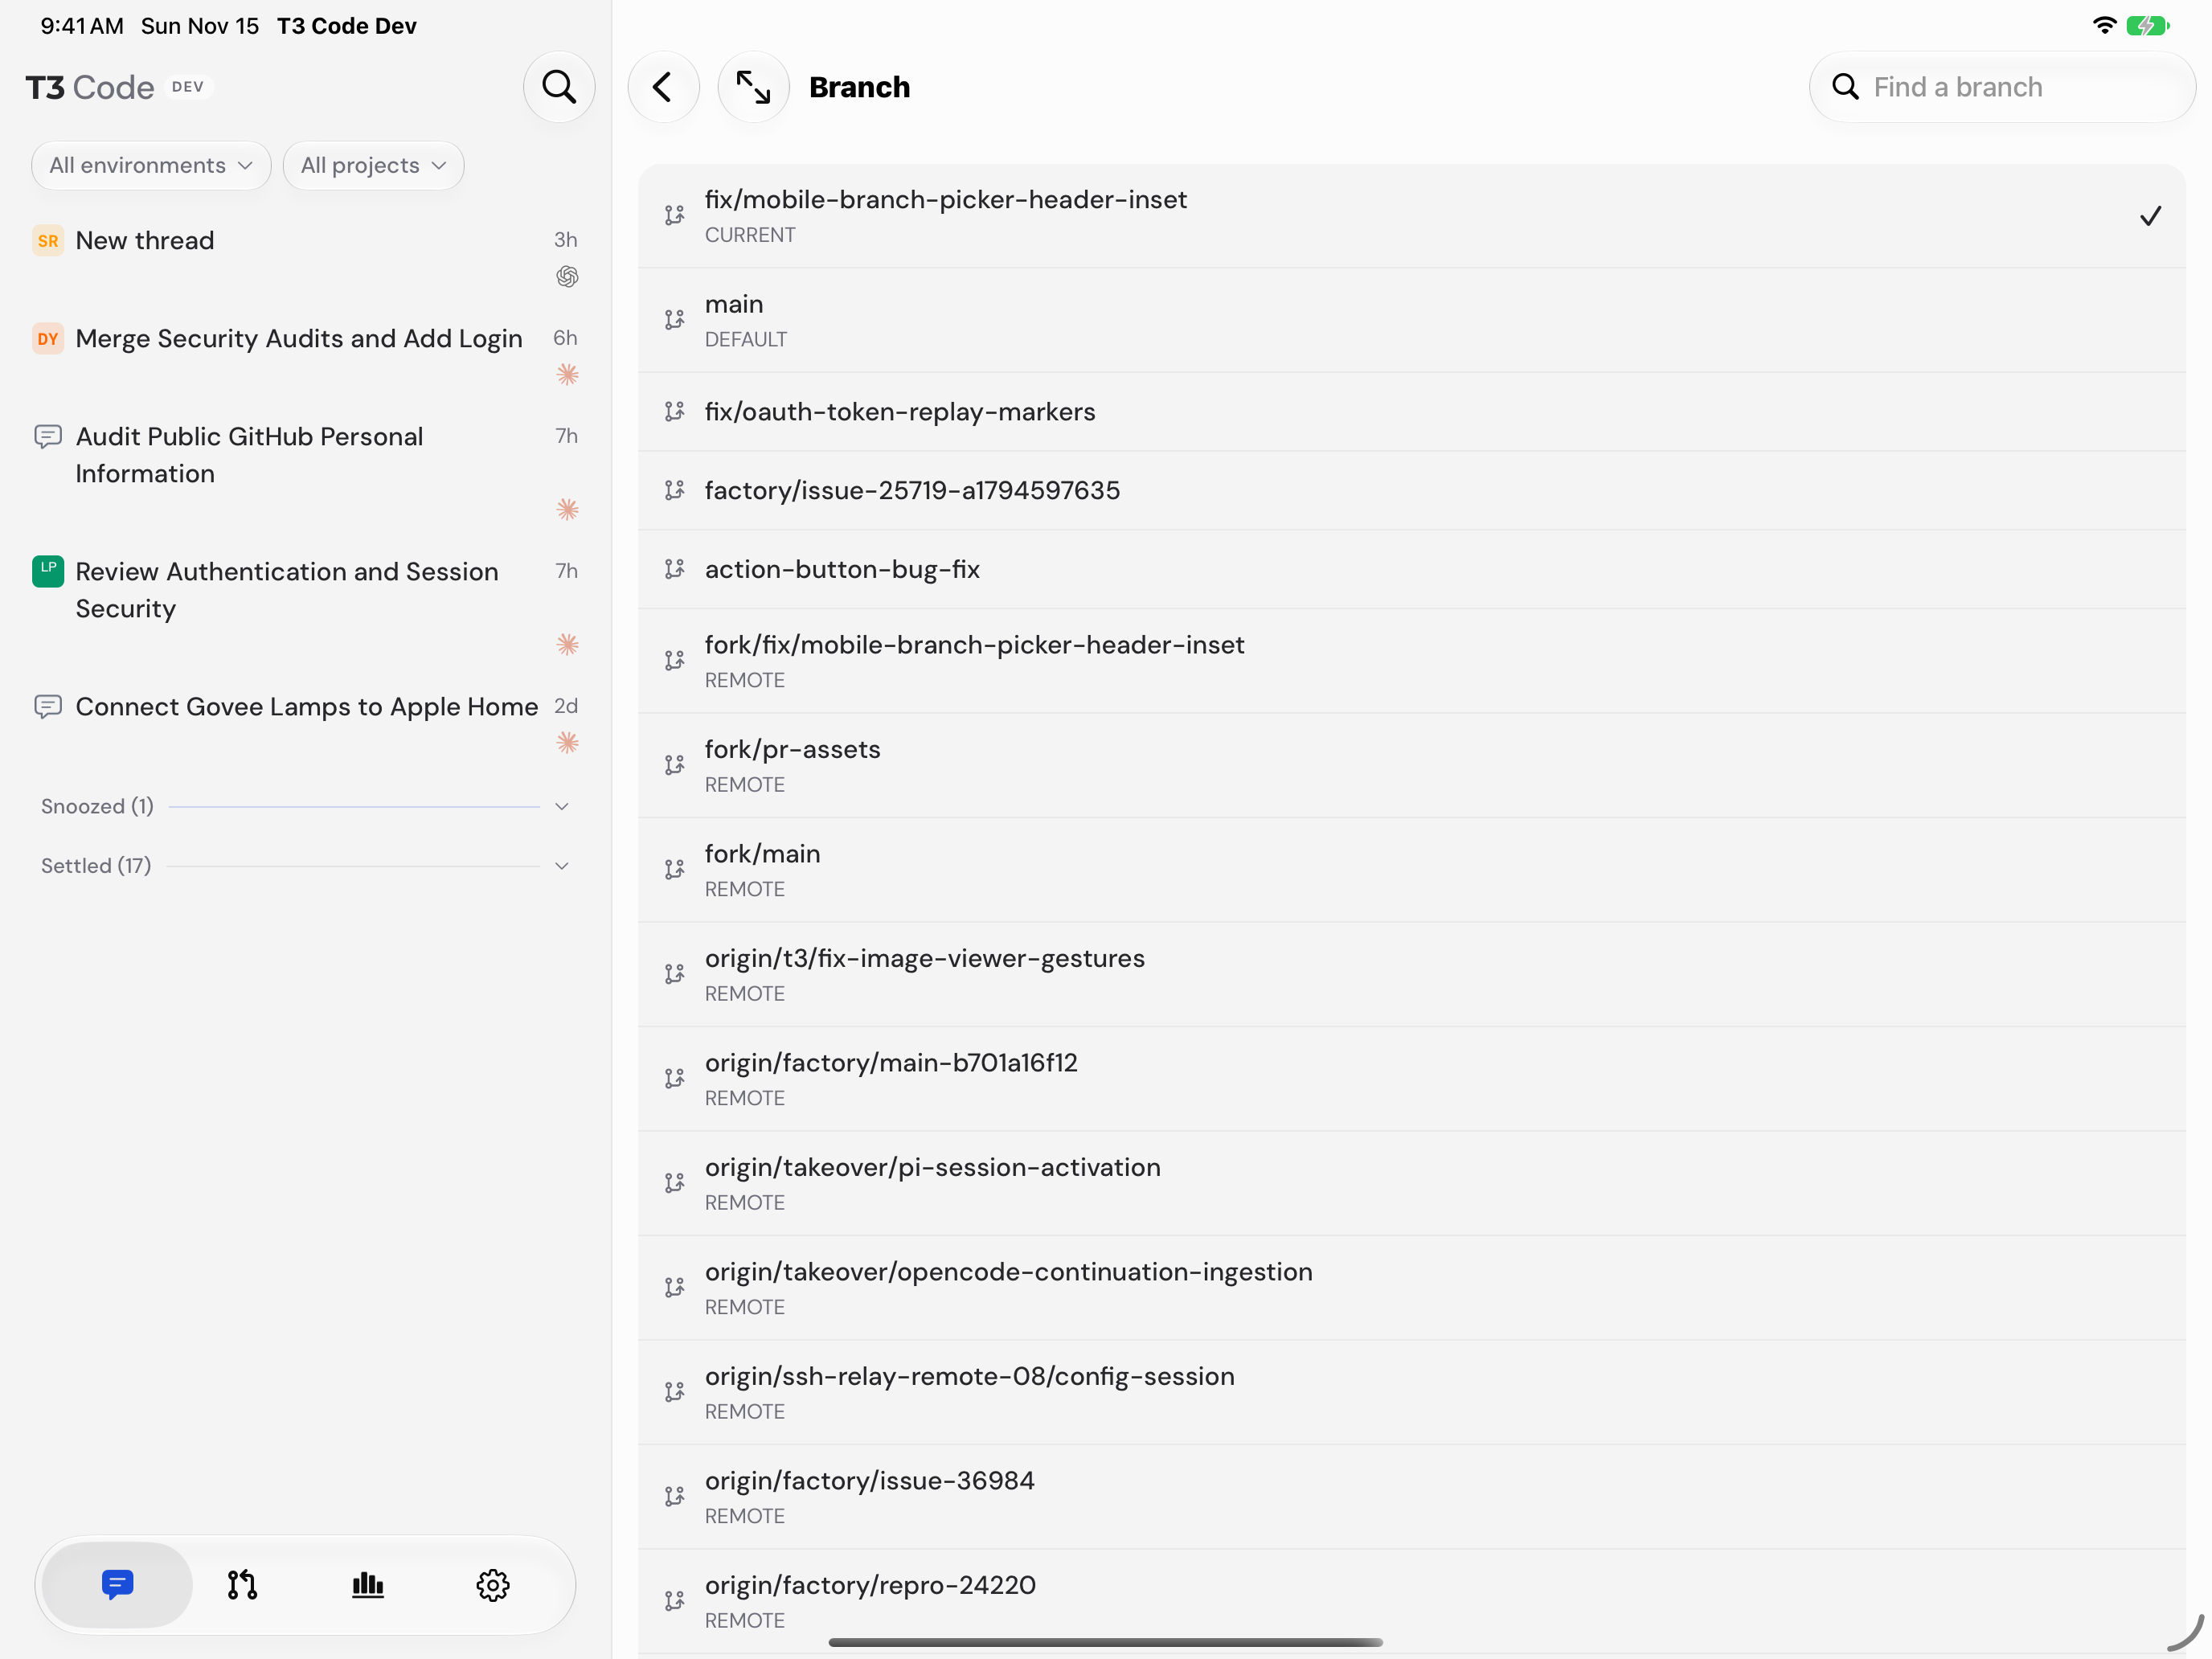 9:41 AM Sun Nov 15 T3 Code Dev
T3 Code DEV
All environments
All projects
SR New thread 3h
DY Merge Security Audits and Add Login 6h
Audit Public GitHub Personal 7h
Information
LP Review Authentication and Session 7h
Security
Connect Govee Lamps to Apple Home 2d
Snoozed (1)
Settled (17)
Branch
Find a branch
fix/mobile-branch-picker-header-inset
CURRENT
main
DEFAULT
fix/oauth-token-replay-markers
factory/issue-25719-a1794597635
action-button-bug-fix
fork/fix/mobile-branch-picker-header-inset
REMOTE
fork/pr-assets
REMOTE
fork/main
REMOTE
origin/t3/fix-image-viewer-gestures
REMOTE
origin/factory/main-b701a16f12
REMOTE
origin/takeover/pi-session-activation
REMOTE
origin/takeover/opencode-continuation-ingestion
REMOTE
origin/ssh-relay-remote-08/config-session
REMOTE
origin/factory/issue-36984
REMOTE
origin/factory/repro-24220
REMOTE